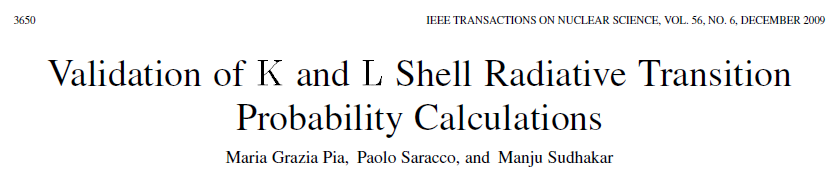 3650
IEEE TRANSACTIONS ON NUCLEAR SCIENCE, VOL. 56, NO. 6, DECEMBER 2009
Validation of K and L Shell Radiative Transition
Probability Calculations
Maria Grazia Pia, Paolo Saracco, and Manju Sudhakar